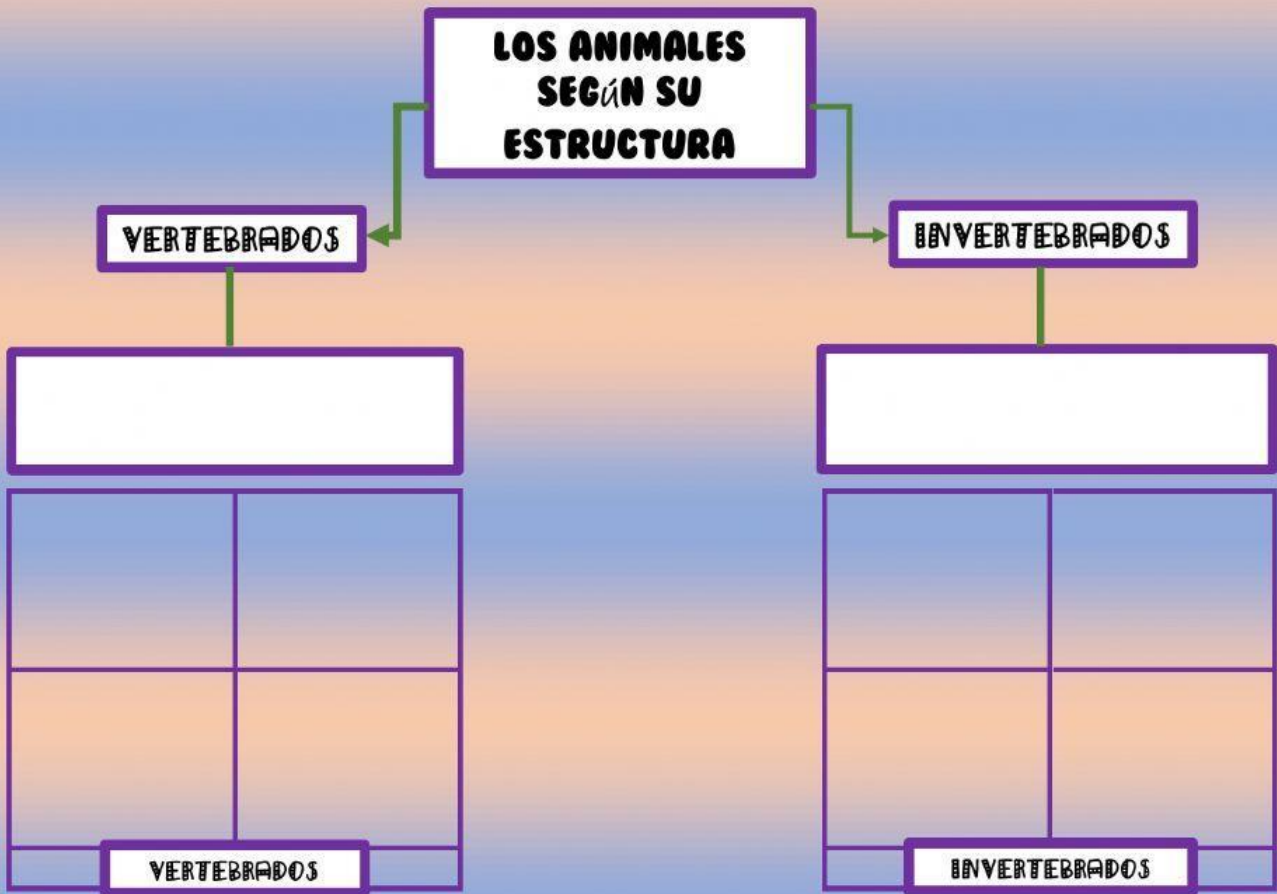 LOS ANIMALES
SEGÚN SU
ESTRUCTURA
VERTEBRADOS
INVERTEBRADOS
VERTEBRADOS
INVERTEBRADOS